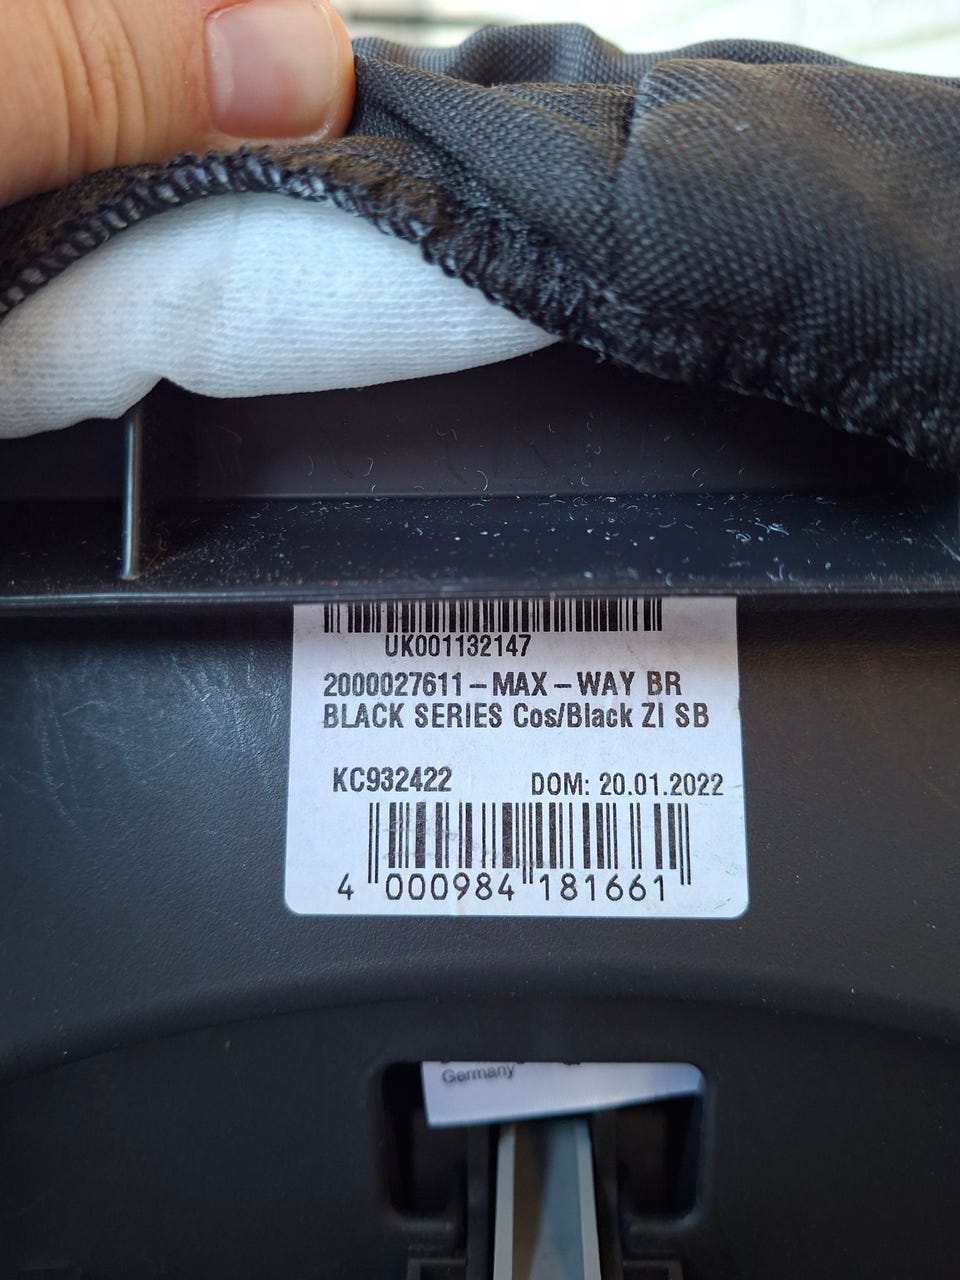 UK001132147
2000027611-MAX-WAY BR
BLACK SERIES Cos/Black ZI SB
KC932422 DOM: 20.01.2022
4 000984 181661
Germany